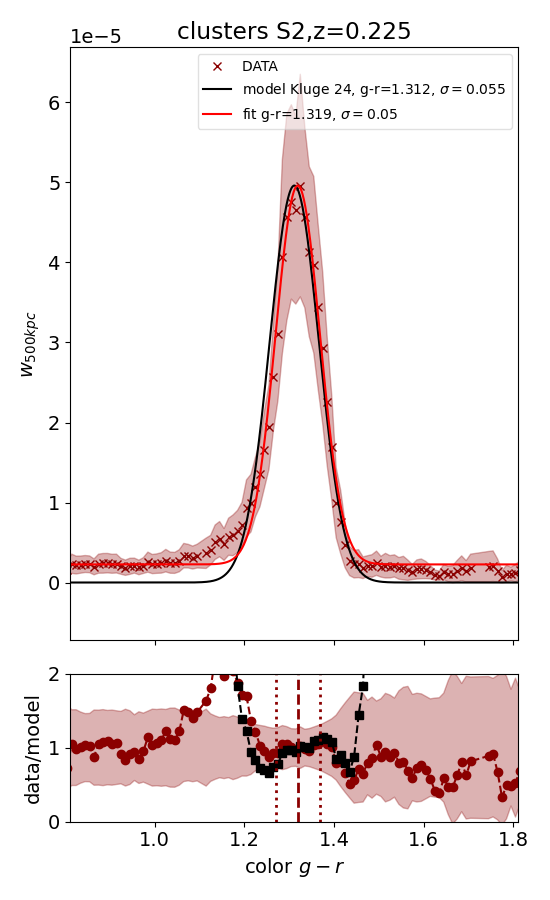 clusters S2,z=0.225
1e−5
DATA
model Kluge 24, g-r=1.312, σ = 0.055
fit g-r=1.319, σ = 0.05
6
5
4
3
2
1
0
w500kpc
2
1
0
data/model
1.0 1.2 1.4 1.6 1.8
color g − r